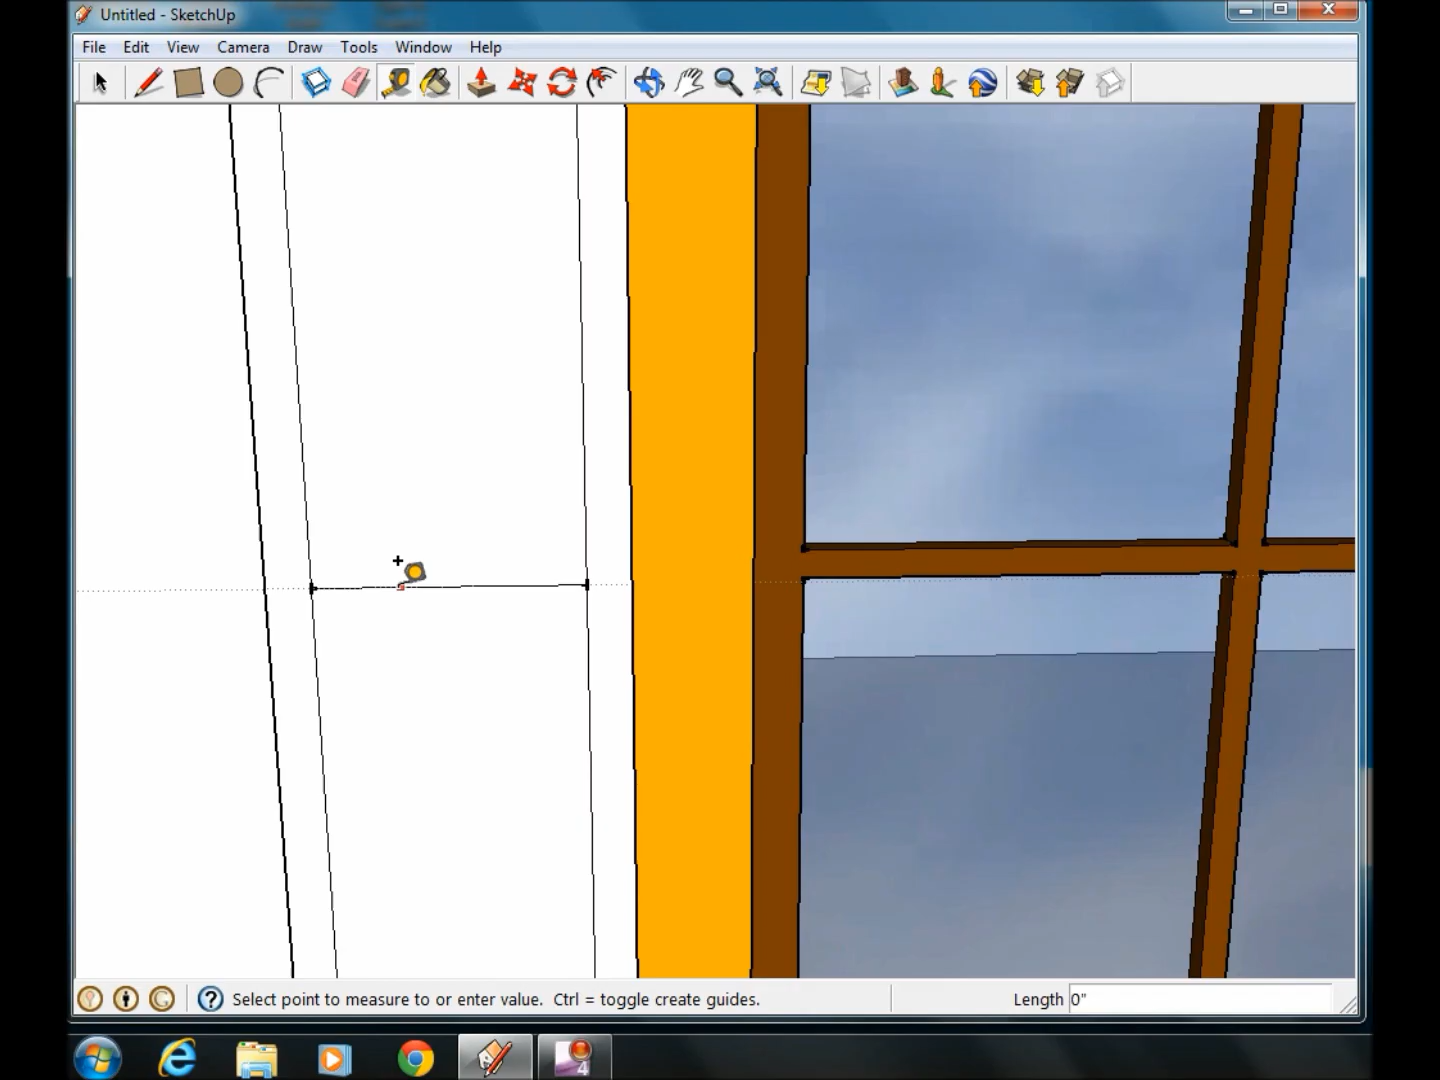 Untitled - SketchUp
File Edit View Camera Draw Tools Window Help
Select point to measure to or enter value. Ctrl = toggle create guides. Length 0"
4